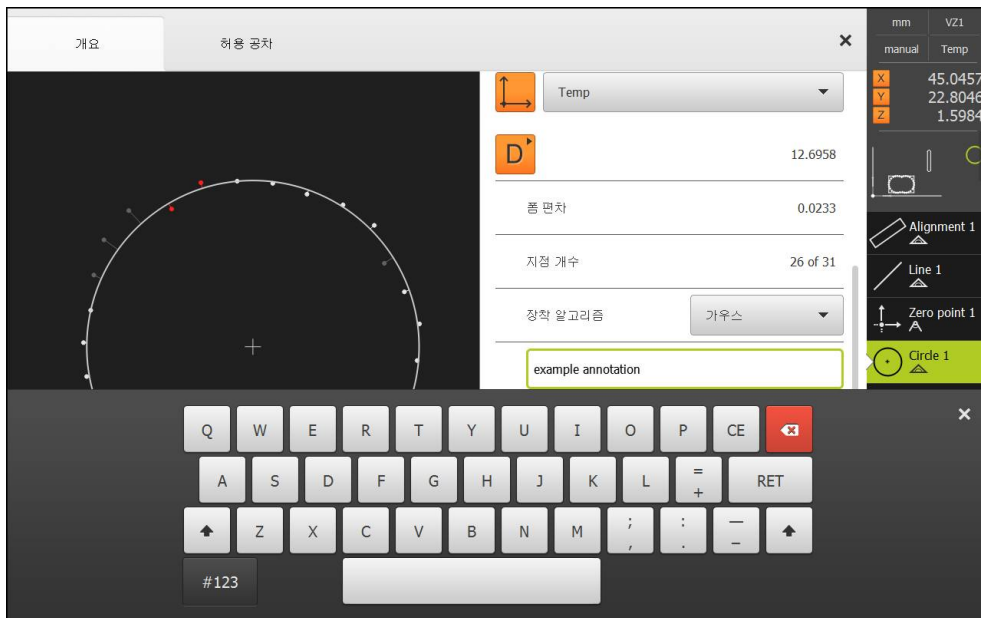 개요 허용 공차 ×
mm VZ1
manual Temp
X 45.0457
Y 22.8046
Z 1.5984
Temp
D 12.6958
폼 편차 0.0233
지점 개수 26 of 31
장착 알고리즘 가우스
example annotation
Alignment 1
Line 1
Zero point 1
Circle 1
×
Q W E R T Y U I O P CE
A S D F G H J K L = + RET
Z X C V B N M ; , : . — –
#123